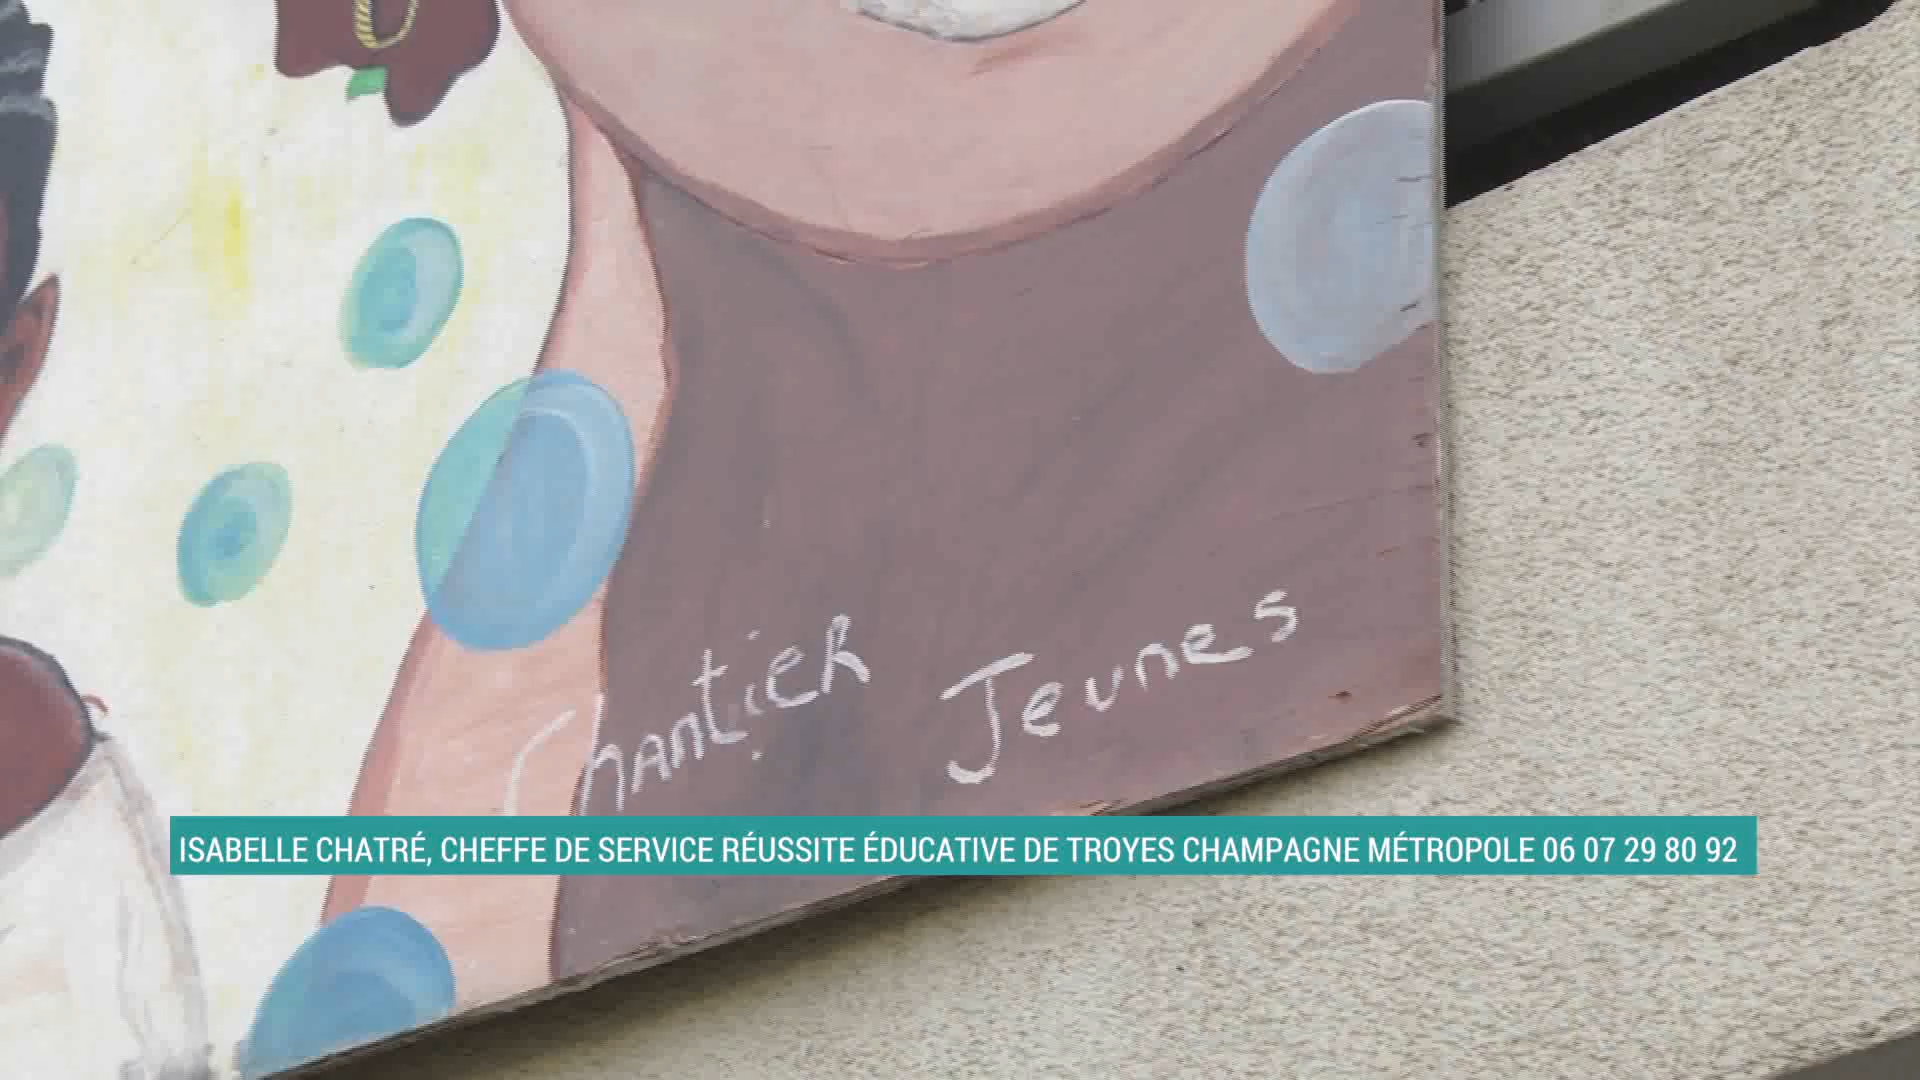 Chantier Jeunes
ISABELLE CHATRÉ, CHEFFE DE SERVICE RÉUSSITE ÉDUCATIVE DE TROYES CHAMPAGNE MÉTROPOLE 06 07 29 80 92